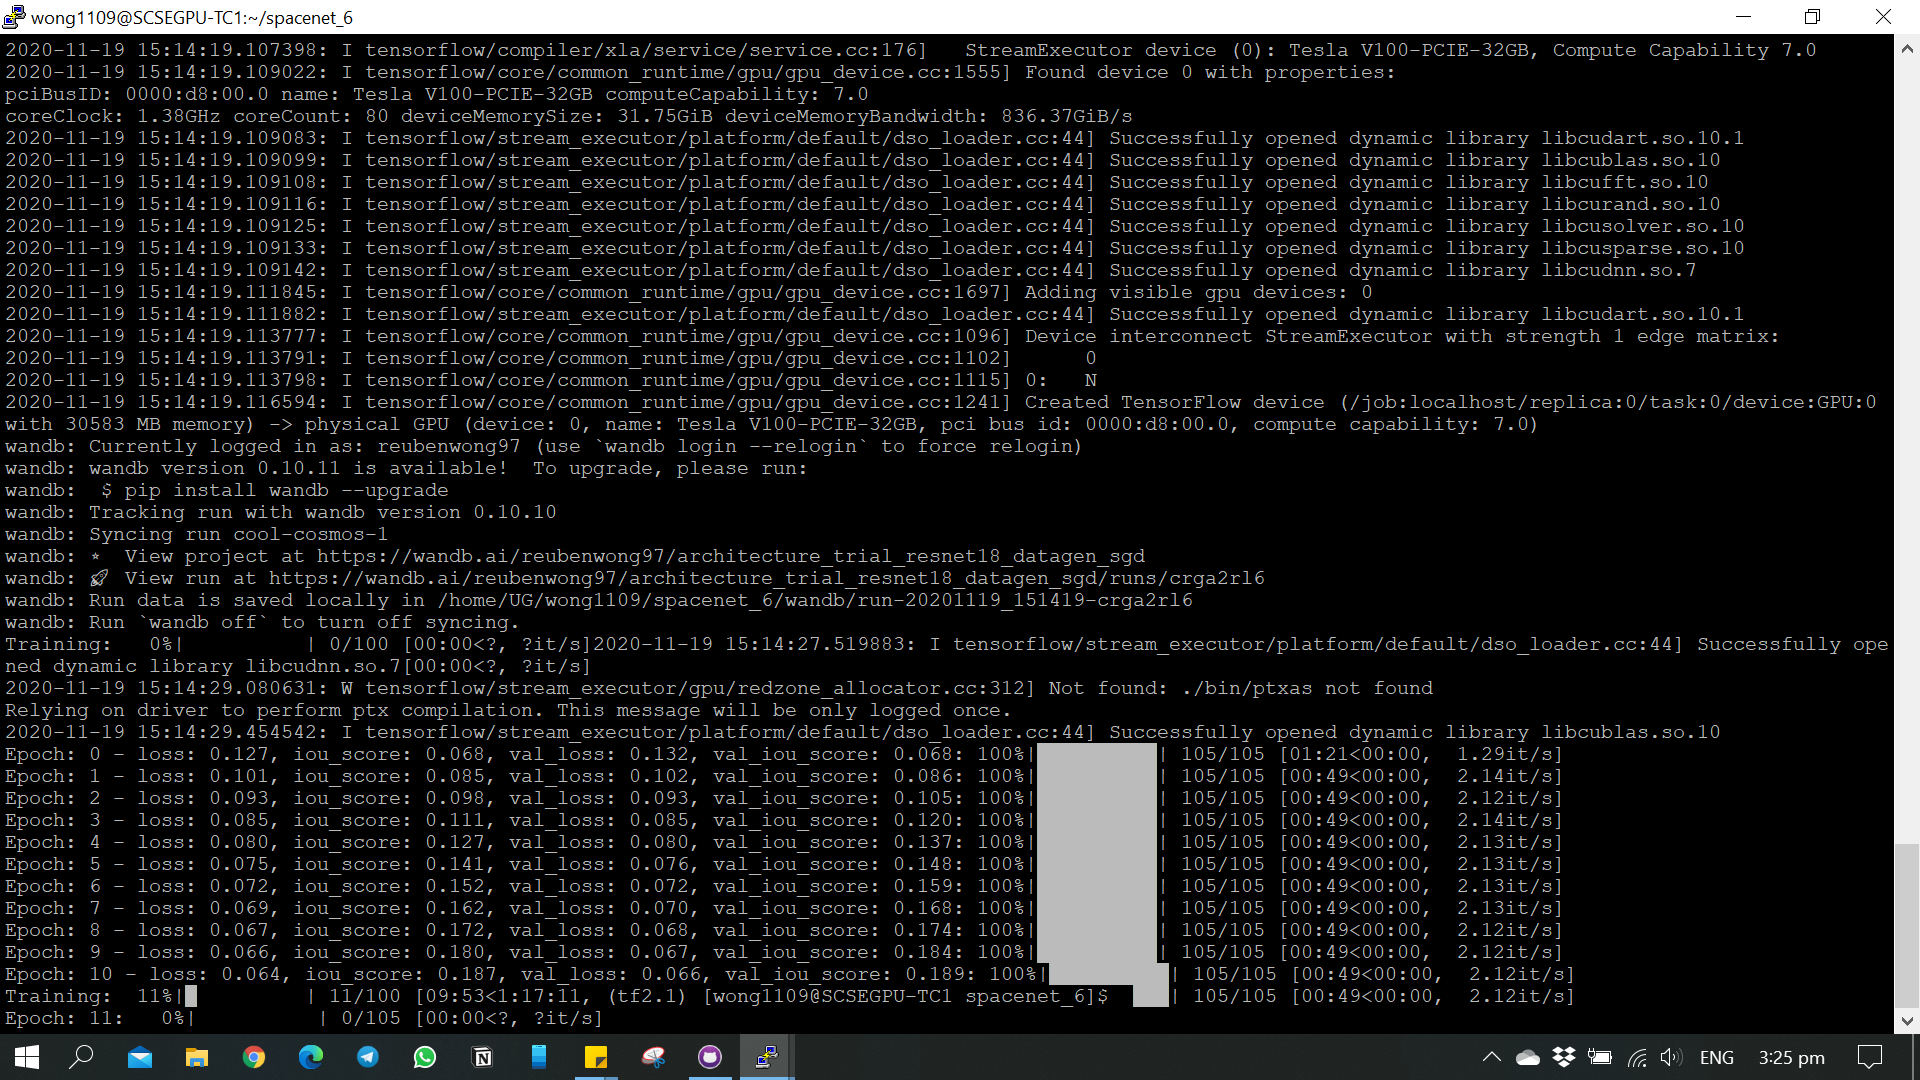 wong1109@SCSEGPU-TC1:~/spacenet_6
2020-11-19 15:14:19.107398: I tensorflow/compiler/xla/service/service.cc:176]   StreamExecutor device (0): Tesla V100-PCIE-32GB, Compute Capability 7.0
2020-11-19 15:14:19.109022: I tensorflow/core/common_runtime/gpu/gpu_device.cc:1555] Found device 0 with properties:
pciBusID: 0000:d8:00.0 name: Tesla V100-PCIE-32GB computeCapability: 7.0
coreClock: 1.38GHz coreCount: 80 deviceMemorySize: 31.75GiB deviceMemoryBandwidth: 836.37GiB/s
2020-11-19 15:14:19.109083: I tensorflow/stream_executor/platform/default/dso_loader.cc:44] Successfully opened dynamic library libcudart.so.10.1
2020-11-19 15:14:19.109099: I tensorflow/stream_executor/platform/default/dso_loader.cc:44] Successfully opened dynamic library libcublas.so.10
2020-11-19 15:14:19.109108: I tensorflow/stream_executor/platform/default/dso_loader.cc:44] Successfully opened dynamic library libcufft.so.10
2020-11-19 15:14:19.109116: I tensorflow/stream_executor/platform/default/dso_loader.cc:44] Successfully opened dynamic library libcurand.so.10
2020-11-19 15:14:19.109125: I tensorflow/stream_executor/platform/default/dso_loader.cc:44] Successfully opened dynamic library libcusolver.so.10
2020-11-19 15:14:19.109133: I tensorflow/stream_executor/platform/default/dso_loader.cc:44] Successfully opened dynamic library libcusparse.so.10
2020-11-19 15:14:19.109142: I tensorflow/stream_executor/platform/default/dso_loader.cc:44] Successfully opened dynamic library libcudnn.so.7
2020-11-19 15:14:19.111845: I tensorflow/core/common_runtime/gpu/gpu_device.cc:1697] Adding visible gpu devices: 0
2020-11-19 15:14:19.111882: I tensorflow/stream_executor/platform/default/dso_loader.cc:44] Successfully opened dynamic library libcudart.so.10.1
2020-11-19 15:14:19.113777: I tensorflow/core/common_runtime/gpu/gpu_device.cc:1096] Device interconnect StreamExecutor with strength 1 edge matrix:
2020-11-19 15:14:19.113791: I tensorflow/core/common_runtime/gpu/gpu_device.cc:1102]      0
2020-11-19 15:14:19.113798: I tensorflow/core/common_runtime/gpu/gpu_device.cc:1115] 0:   N
2020-11-19 15:14:19.116594: I tensorflow/core/common_runtime/gpu/gpu_device.cc:1241] Created TensorFlow device (/job:localhost/replica:0/task:0/device:GPU:0
with 30583 MB memory) -> physical GPU (device: 0, name: Tesla V100-PCIE-32GB, pci bus id: 0000:d8:00.0, compute capability: 7.0)
wandb: Currently logged in as: reubenwong97 (use `wandb login --relogin` to force relogin)
wandb: wandb version 0.10.11 is available!  To upgrade, please run:
wandb:  $ pip install wandb --upgrade
wandb: Tracking run with wandb version 0.10.10
wandb: Syncing run cool-cosmos-1
wandb: ⭐ View project at https://wandb.ai/reubenwong97/architecture_trial_resnet18_datagen_sgd
wandb: 🚀 View run at https://wandb.ai/reubenwong97/architecture_trial_resnet18_datagen_sgd/runs/crga2rl6
wandb: Run data is saved locally in /home/UG/wong1109/spacenet_6/wandb/run-20201119_151419-crga2rl6
wandb: Run `wandb off` to turn off syncing.
Training:   0%|          | 0/100 [00:00<?, ?it/s]2020-11-19 15:14:27.519883: I tensorflow/stream_executor/platform/default/dso_loader.cc:44] Successfully ope
ned dynamic library libcudnn.so.7[00:00<?, ?it/s]
2020-11-19 15:14:29.080631: W tensorflow/stream_executor/gpu/redzone_allocator.cc:312] Not found: ./bin/ptxas not found
Relying on driver to perform ptx compilation. This message will be only logged once.
2020-11-19 15:14:29.454542: I tensorflow/stream_executor/platform/default/dso_loader.cc:44] Successfully opened dynamic library libcublas.so.10
Epoch: 0 - loss: 0.127, iou_score: 0.068, val_loss: 0.132, val_iou_score: 0.068: 100%|██████████| 105/105 [01:21<00:00,  1.29it/s]
Epoch: 1 - loss: 0.101, iou_score: 0.085, val_loss: 0.102, val_iou_score: 0.086: 100%|██████████| 105/105 [00:49<00:00,  2.14it/s]
Epoch: 2 - loss: 0.093, iou_score: 0.098, val_loss: 0.093, val_iou_score: 0.105: 100%|██████████| 105/105 [00:49<00:00,  2.12it/s]
Epoch: 3 - loss: 0.085, iou_score: 0.111, val_loss: 0.085, val_iou_score: 0.120: 100%|██████████| 105/105 [00:49<00:00,  2.14it/s]
Epoch: 4 - loss: 0.080, iou_score: 0.127, val_loss: 0.080, val_iou_score: 0.137: 100%|██████████| 105/105 [00:49<00:00,  2.13it/s]
Epoch: 5 - loss: 0.075, iou_score: 0.141, val_loss: 0.076, val_iou_score: 0.148: 100%|██████████| 105/105 [00:49<00:00,  2.13it/s]
Epoch: 6 - loss: 0.072, iou_score: 0.152, val_loss: 0.072, val_iou_score: 0.159: 100%|██████████| 105/105 [00:49<00:00,  2.13it/s]
Epoch: 7 - loss: 0.069, iou_score: 0.162, val_loss: 0.070, val_iou_score: 0.168: 100%|██████████| 105/105 [00:49<00:00,  2.13it/s]
Epoch: 8 - loss: 0.067, iou_score: 0.172, val_loss: 0.068, val_iou_score: 0.174: 100%|██████████| 105/105 [00:49<00:00,  2.12it/s]
Epoch: 9 - loss: 0.066, iou_score: 0.180, val_loss: 0.067, val_iou_score: 0.184: 100%|██████████| 105/105 [00:49<00:00,  2.12it/s]
Epoch: 10 - loss: 0.064, iou_score: 0.187, val_loss: 0.066, val_iou_score: 0.189: 100%|██████████| 105/105 [00:49<00:00,  2.12it/s]
Training:  11%|█         | 11/100 [09:53<1:17:11, (tf2.1) [wong1109@SCSEGPU-TC1 spacenet_6]$  ███| 105/105 [00:49<00:00,  2.12it/s]
Epoch: 11:   0%|          | 0/105 [00:00<?, ?it/s]
ENG
3:25 pm